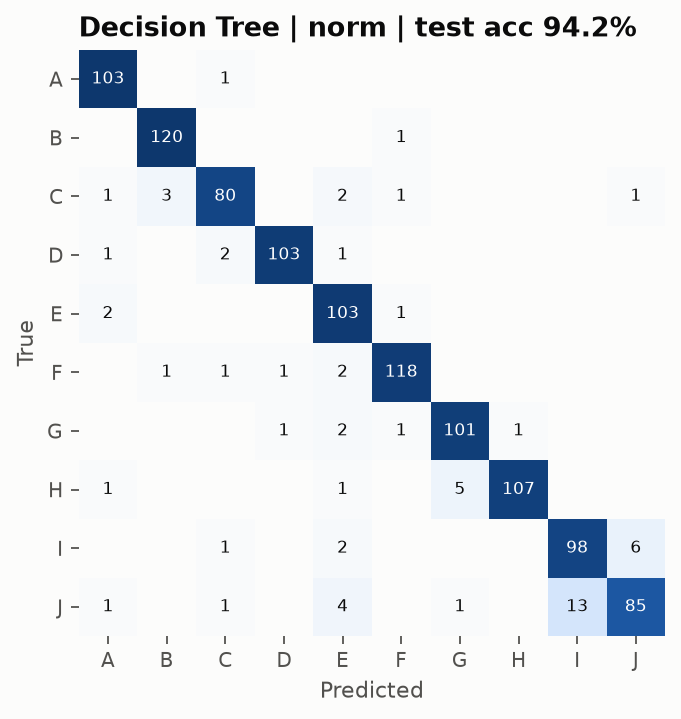 Decision Tree | norm | test acc 94.2%
A 103 1
B 120 1
C 1 3 80 2 1 1
D 1 2 103 1
E 2 103 1
F 1 1 1 2 118
G 1 2 1 101 1
H 1 1 5 107
I 1 2 98 6
J 1 1 4 1 13 85
A B C D E F G H I J
Predicted
True